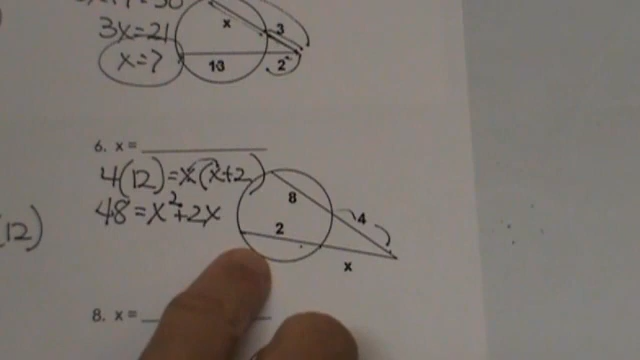 3x=21
x=7
x
3
13
2
6. x =
4(12)=x(x+2)
48=x²+2x
8
4
2
x
(12)
8. x =